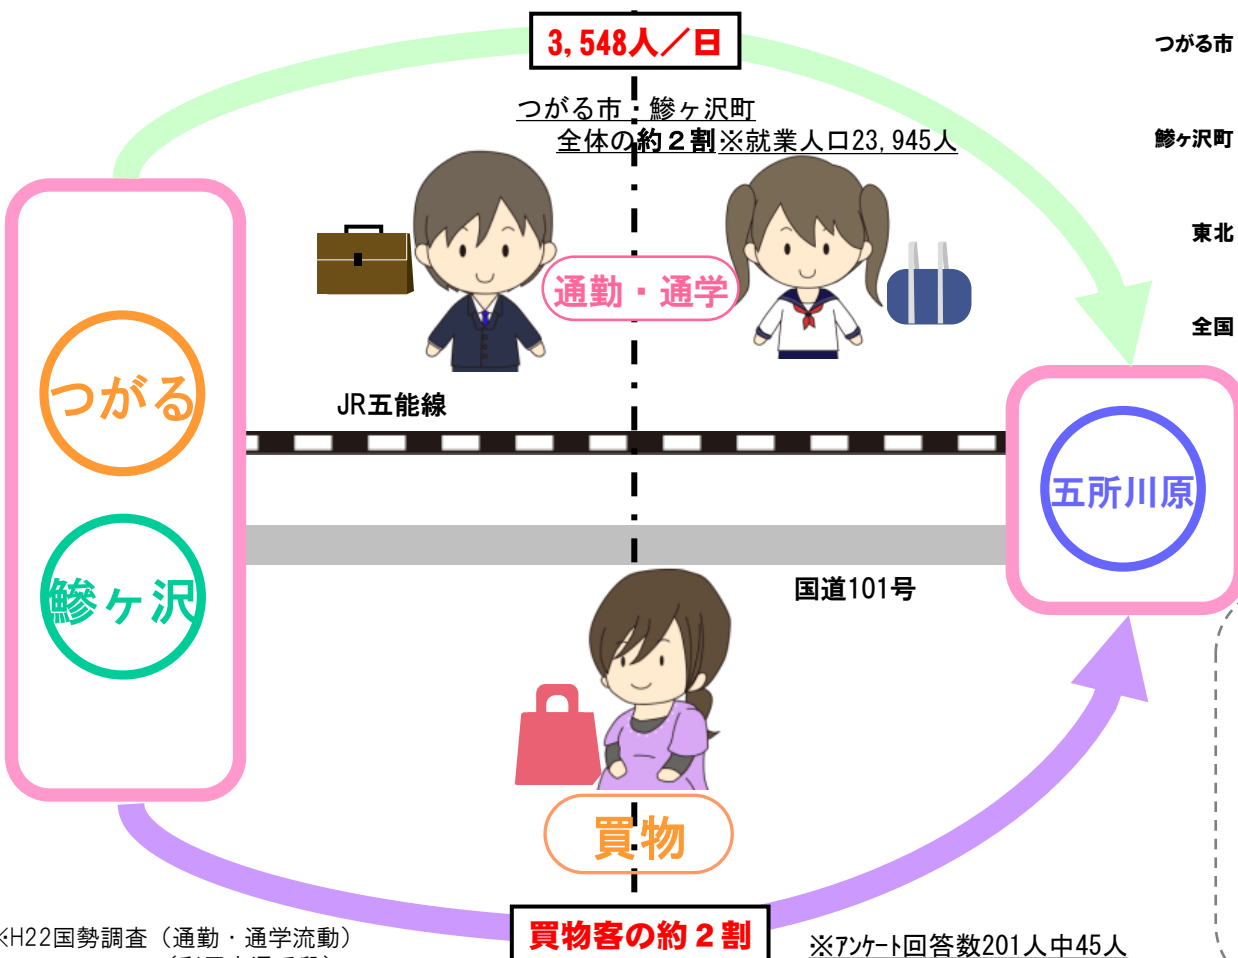 3,548人／日
つがる市・鰺ヶ沢町
全体の約２割※就業人口23,945人
つがる市
鰺ヶ沢町
東北
全国
通勤・通学
つがる
鰺ヶ沢
JR五能線
五所川原
国道101号
買物
買物客の約２割
※H22国勢調査（通勤・通学流動）
※ｱﾝｹｰﾄ回答数201人中45人